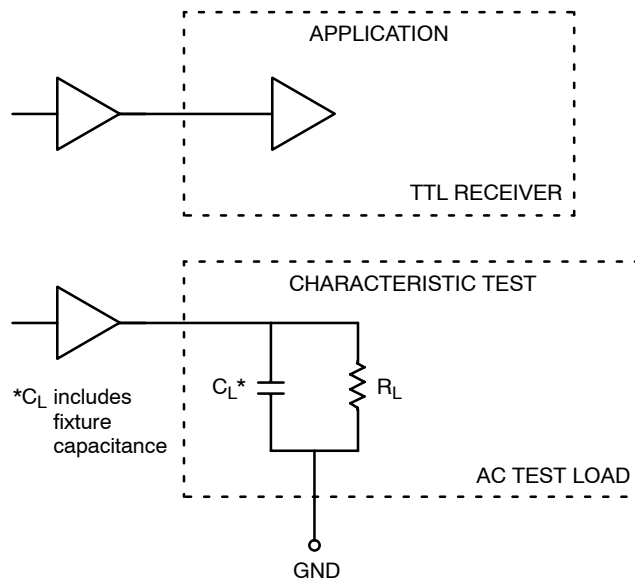 APPLICATION
TTL RECEIVER
CHARACTERISTIC TEST
*CL includes
fixture
capacitance
CL*
RL
AC TEST LOAD
GND